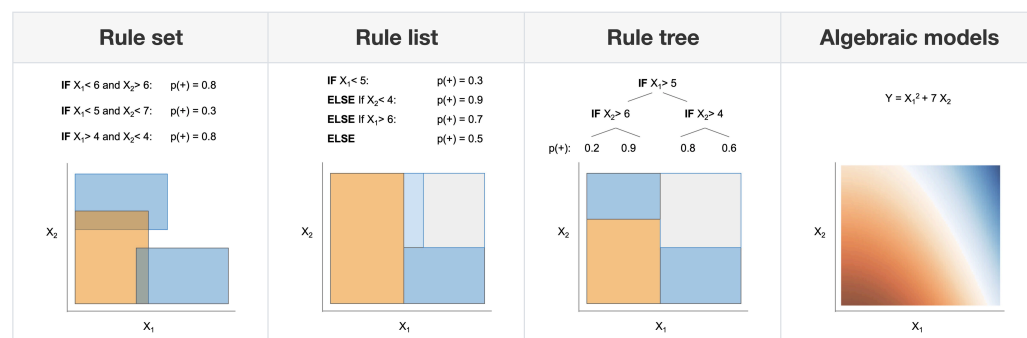 Rule set
Rule list
Rule tree
Algebraic models
IF X₁< 6 and X₂> 6: p(+) = 0.8
IF X₁< 5 and X₂< 7: p(+) = 0.3
IF X₁> 4 and X₂< 4: p(+) = 0.8
X₂
X₁
IF X₁< 5: p(+) = 0.3
ELSE If X₂< 4: p(+) = 0.9
ELSE If X₁> 6: p(+) = 0.7
ELSE p(+) = 0.5
X₂
X₁
IF X₁> 5
IF X₂> 6 IF X₂> 4
p(+): 0.2 0.9 0.8 0.6
X₂
X₁
Y = X₁² + 7 X₂
X₂
X₁